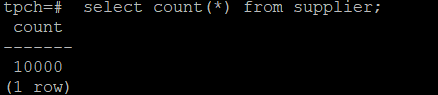 tpch=#  select count(*) from supplier;
 count
-------
 10000
(1 row)